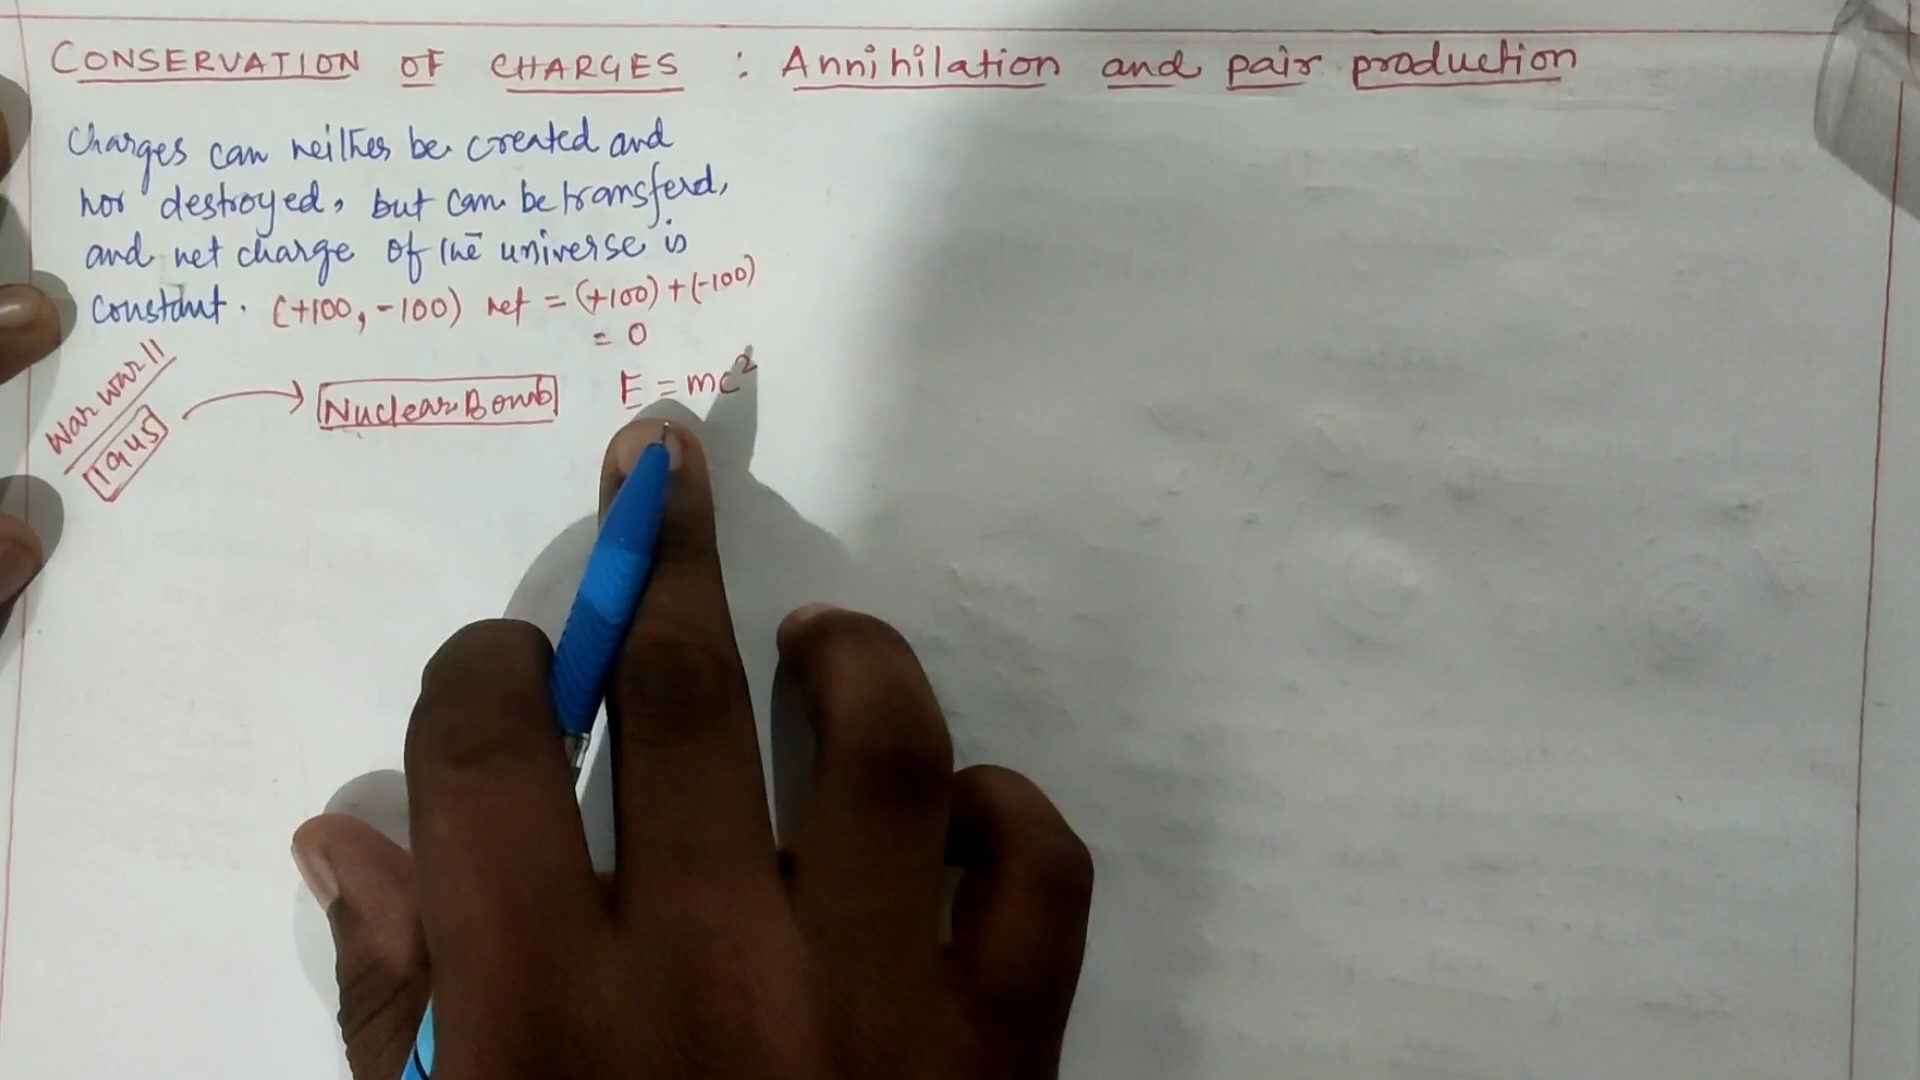 CONSERVATION OF CHARGES : Annihilation and pair production
Charges can neither be created and
nor destroyed, but can be transferd,
and net charge of the universe is
constant. (+100, -100) net = (+100) + (-100)
= 0
War war II
1945
Nuclear Bomb
E = mc²